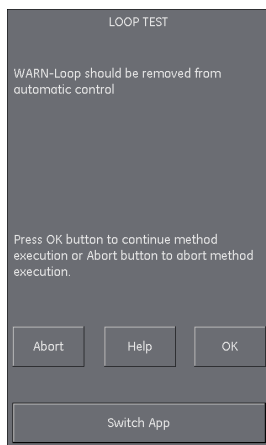 LOOP TEST
WARN-Loop should be removed from
automatic control
Press OK button to continue method
execution or Abort button to abort method
execution.
Abort Help OK
Switch App